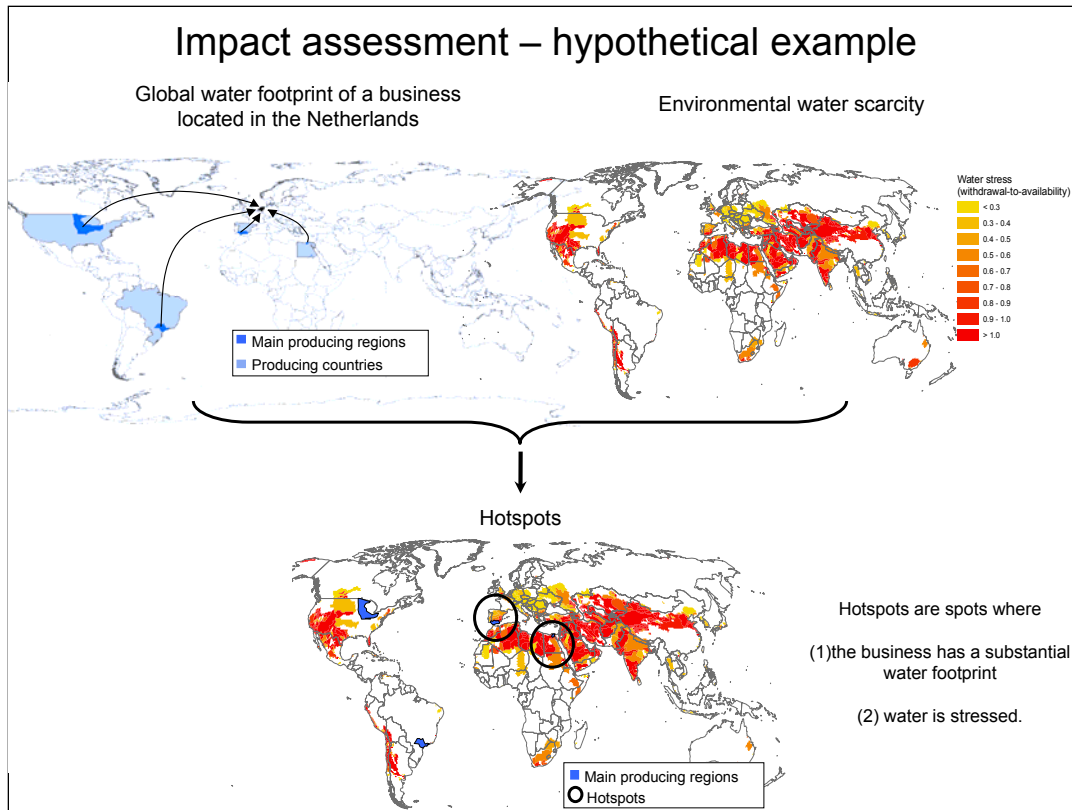 Impact assessment – hypothetical example
Global water footprint of a business
located in the Netherlands
Environmental water scarcity
Water stress
(withdrawal-to-availability)
< 0.3
0.3 - 0.4
0.4 - 0.5
0.5 - 0.6
0.6 - 0.7
0.7 - 0.8
0.8 - 0.9
0.9 - 1.0
> 1.0
Main producing regions
Producing countries
Hotspots
Hotspots are spots where
(1)the business has a substantial
water footprint
(2) water is stressed.
Main producing regions
Hotspots